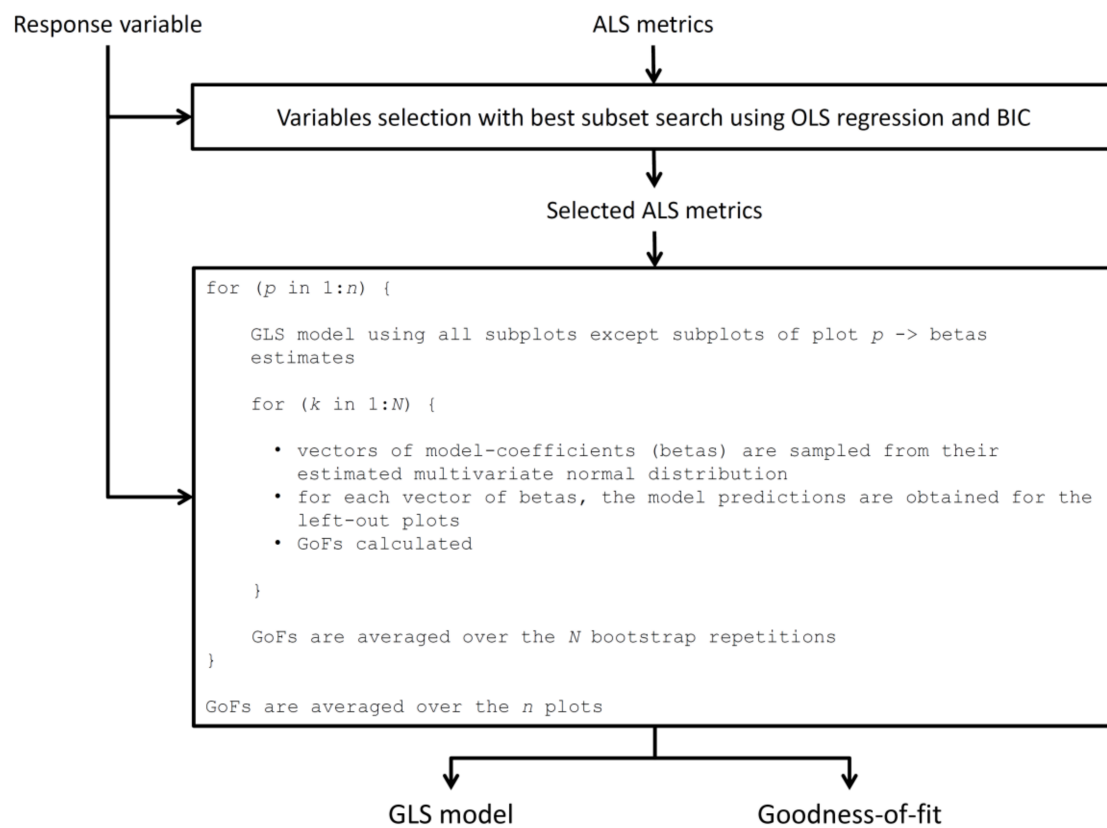 Response variable
ALS metrics
Variables selection with best subset search using OLS regression and BIC
Selected ALS metrics
for (p in 1:n) {
GLS model using all subplots except subplots of plot p -> betas
estimates
for (k in 1:N) {
• vectors of model-coefficients (betas) are sampled from their
estimated multivariate normal distribution
• for each vector of betas, the model predictions are obtained for the
left-out plots
• GoFs calculated
}
GoFs are averaged over the N bootstrap repetitions
}
GoFs are averaged over the n plots
GLS model
Goodness-of-fit